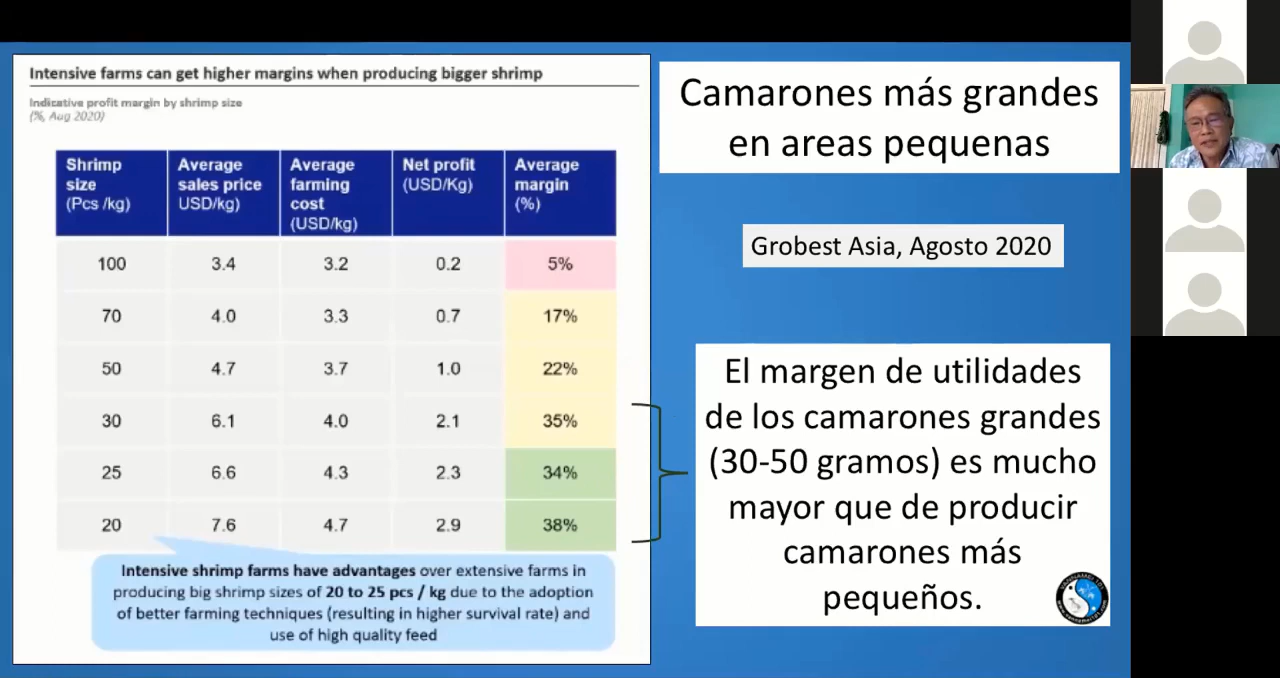 Intensive farms can get higher margins when producing bigger shrimp
Indicative profit margin by shrimp size
(%, Aug 2020)
Shrimp size (Pcs /kg) Average sales price USD/kg) Average farming cost (USD/kg) Net profit (USD/Kg) Average margin (%)
100 3.4 3.2 0.2 5%
70 4.0 3.3 0.7 17%
50 4.7 3.7 1.0 22%
30 6.1 4.0 2.1 35%
25 6.6 4.3 2.3 34%
20 7.6 4.7 2.9 38%
Intensive shrimp farms have advantages over extensive farms in
producing big shrimp sizes of 20 to 25 pcs / kg due to the adoption
of better farming techniques (resulting in higher survival rate) and
use of high quality feed
Camarones más grandes
en areas pequenas
Grobest Asia, Agosto 2020
El margen de utilidades
de los camarones grandes
(30-50 gramos) es mucho
mayor que de producir
camarones más
pequeños.